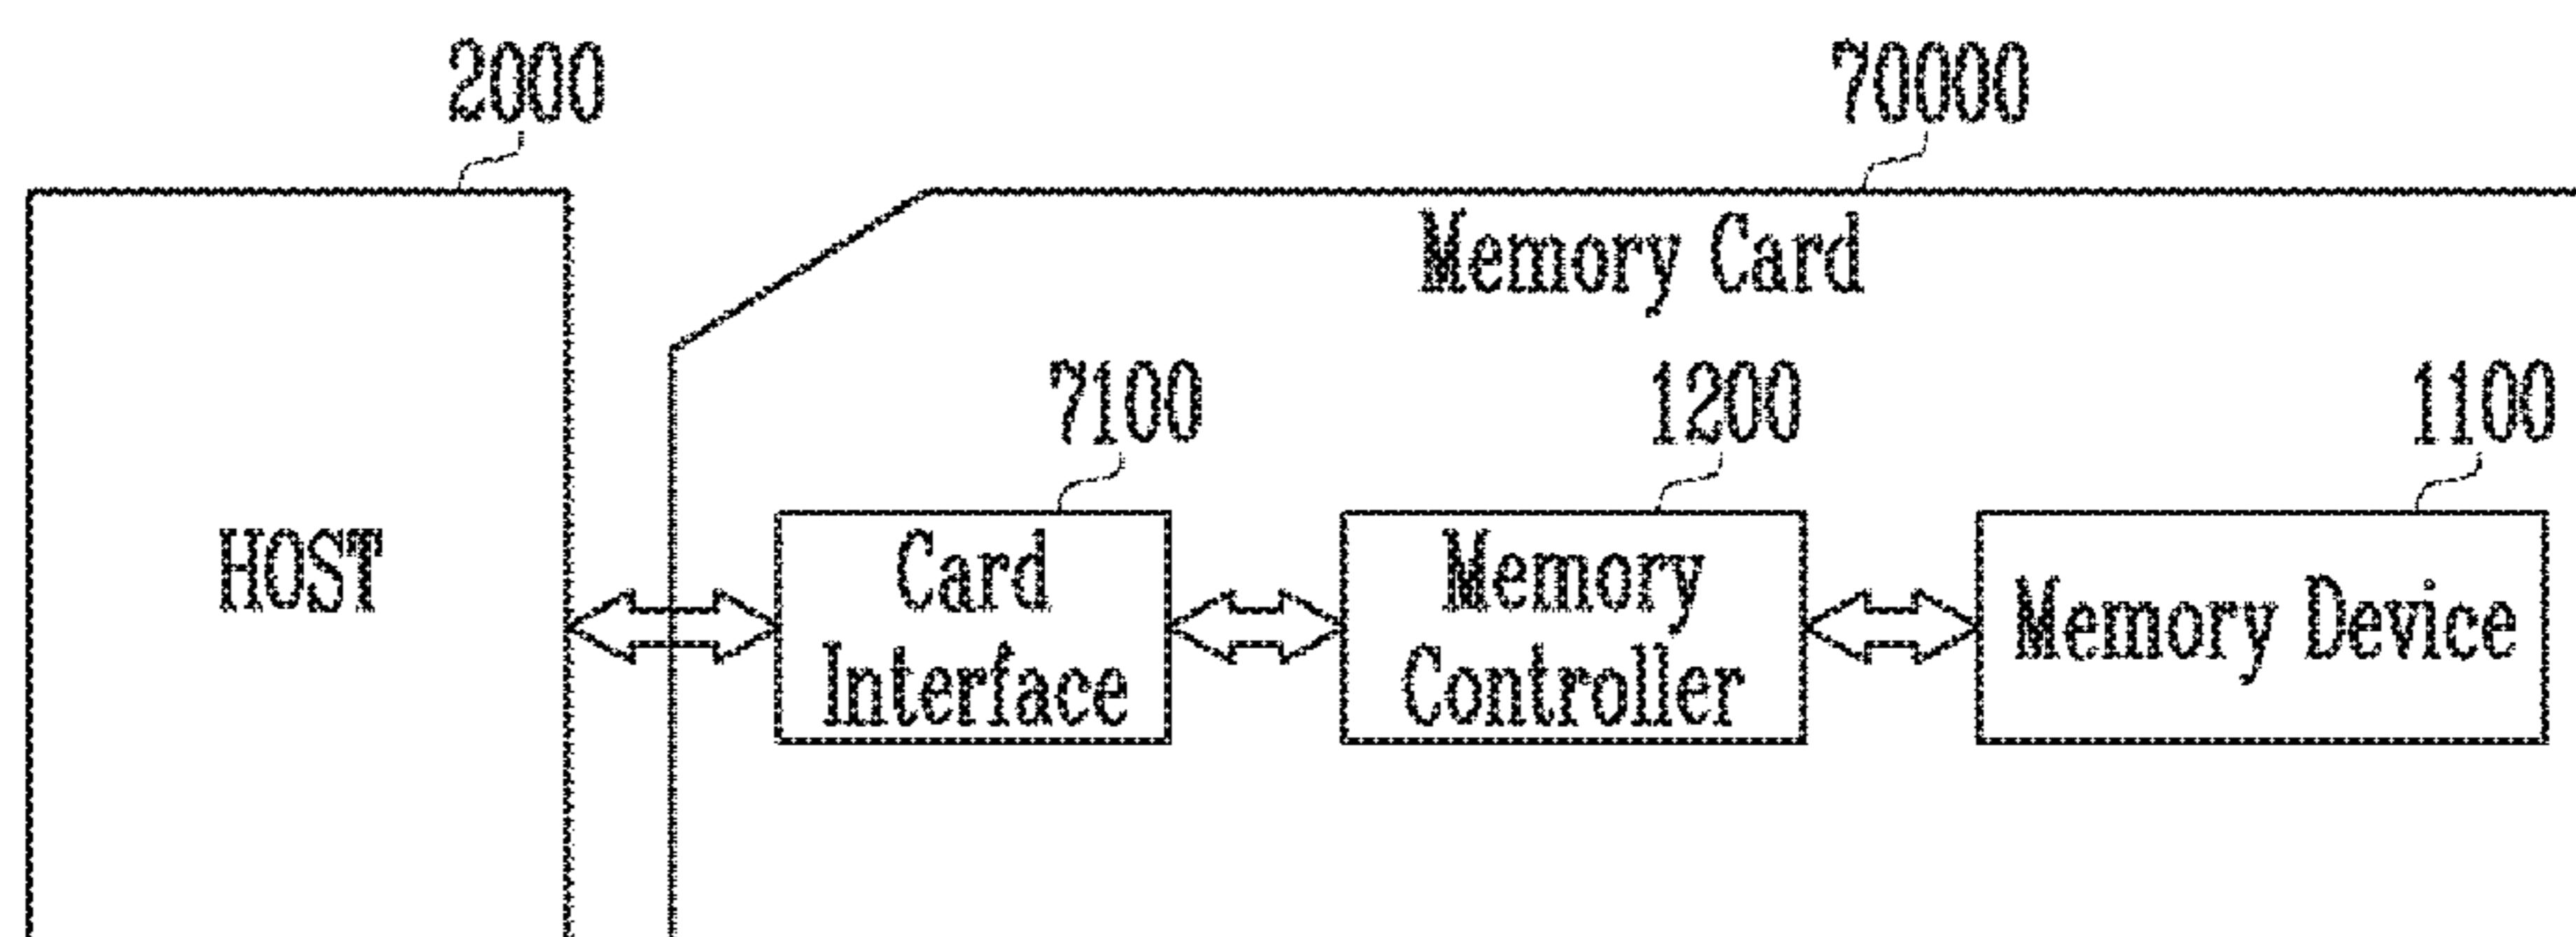 2000
70000
Memory Card
7100
1200
1100
HOST
Card
Interface
Memory
Controller
Memory Device